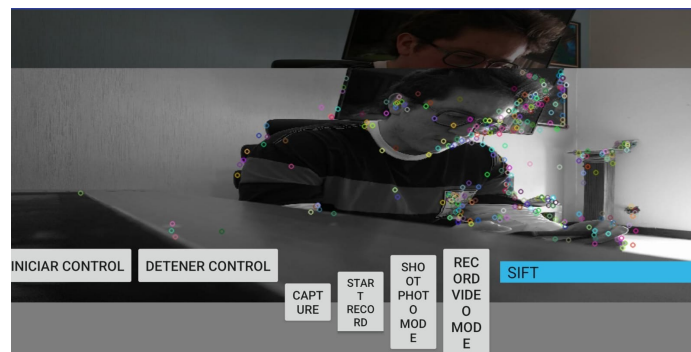 INICIAR CONTROL
DETENER CONTROL
CAPT
URE
STAR
T
RECO
RD
SHO
OT
PHOT
O
MOD
E
REC
ORD
VIDE
O
MOD
E
SIFT